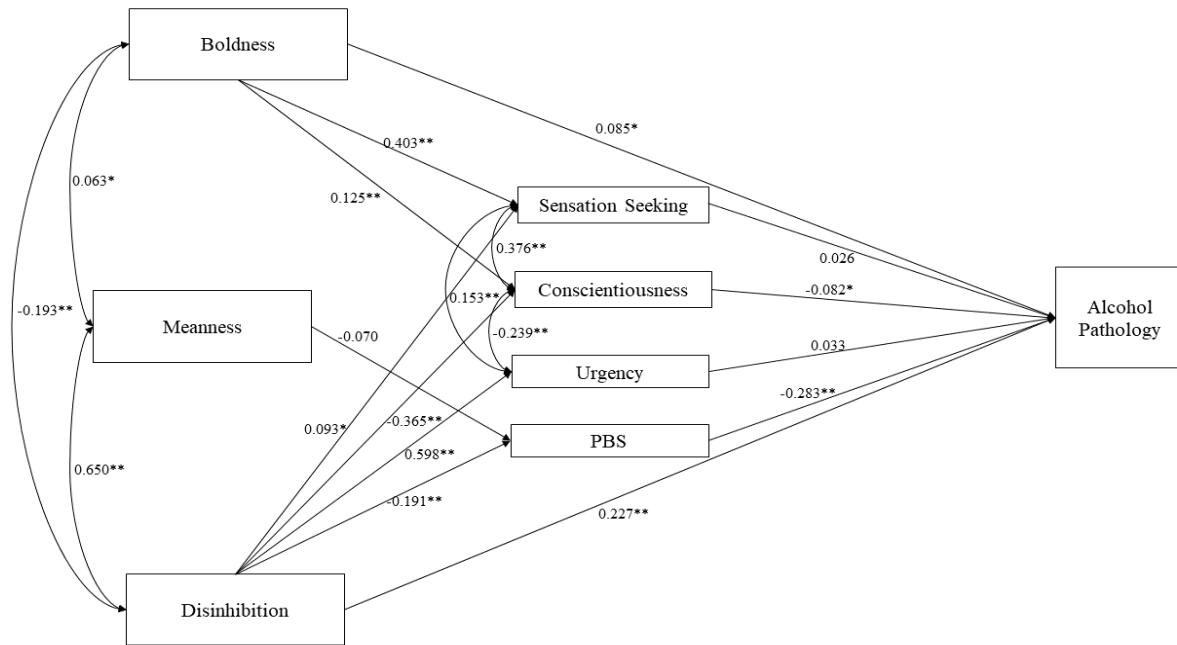 Boldness
0.085*
0.403**
0.063*
0.125**
Sensation Seeking
0.376**
0.026
Conscientiousness
-0.082*
Alcohol
Pathology
0.153**
-0.193**
Meanness
-0.070
-0.239**
0.033
Urgency
-0.283**
0.093*
-0.365**
PBS
0.598**
0.650**
-0.191**
0.227**
Disinhibition